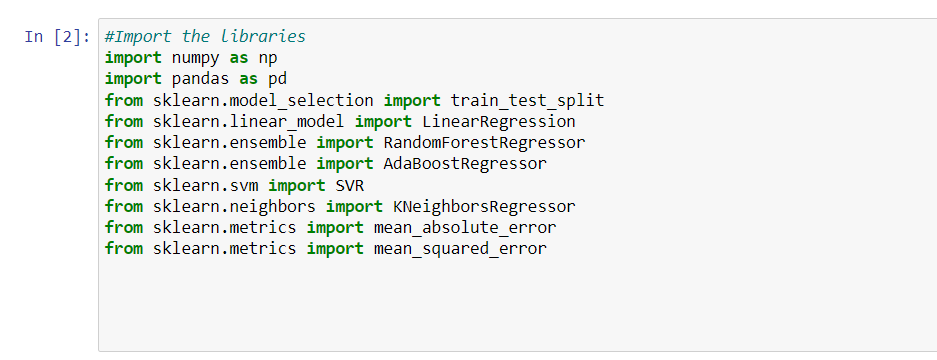 In [2]: #Import the libraries
import numpy as np
import pandas as pd
from sklearn.model_selection import train_test_split
from sklearn.linear_model import LinearRegression
from sklearn.ensemble import RandomForestRegressor
from sklearn.ensemble import AdaBoostRegressor
from sklearn.svm import SVR
from sklearn.neighbors import KNeighborsRegressor
from sklearn.metrics import mean_absolute_error
from sklearn.metrics import mean_squared_error